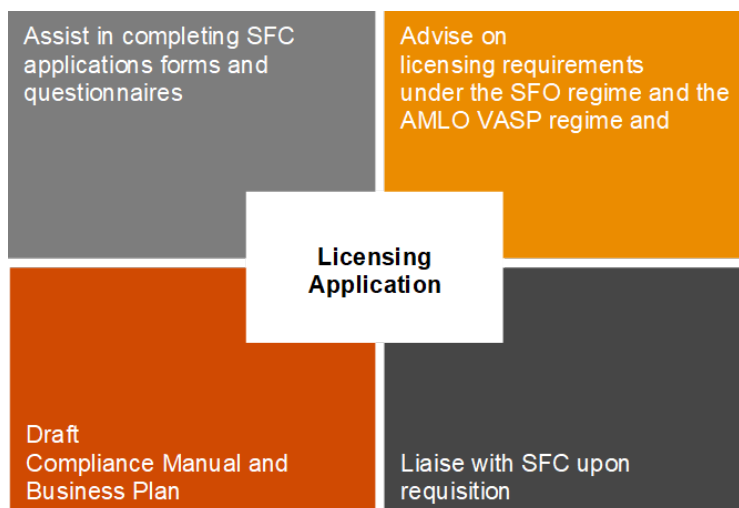 Assist in completing SFC
applications forms and
questionnaires
Advise on
licensing requirements
under the SFO regime and the
AMLO VASP regime and
Licensing
Application
Draft
Compliance Manual and
Business Plan
Liaise with SFC upon
requisition